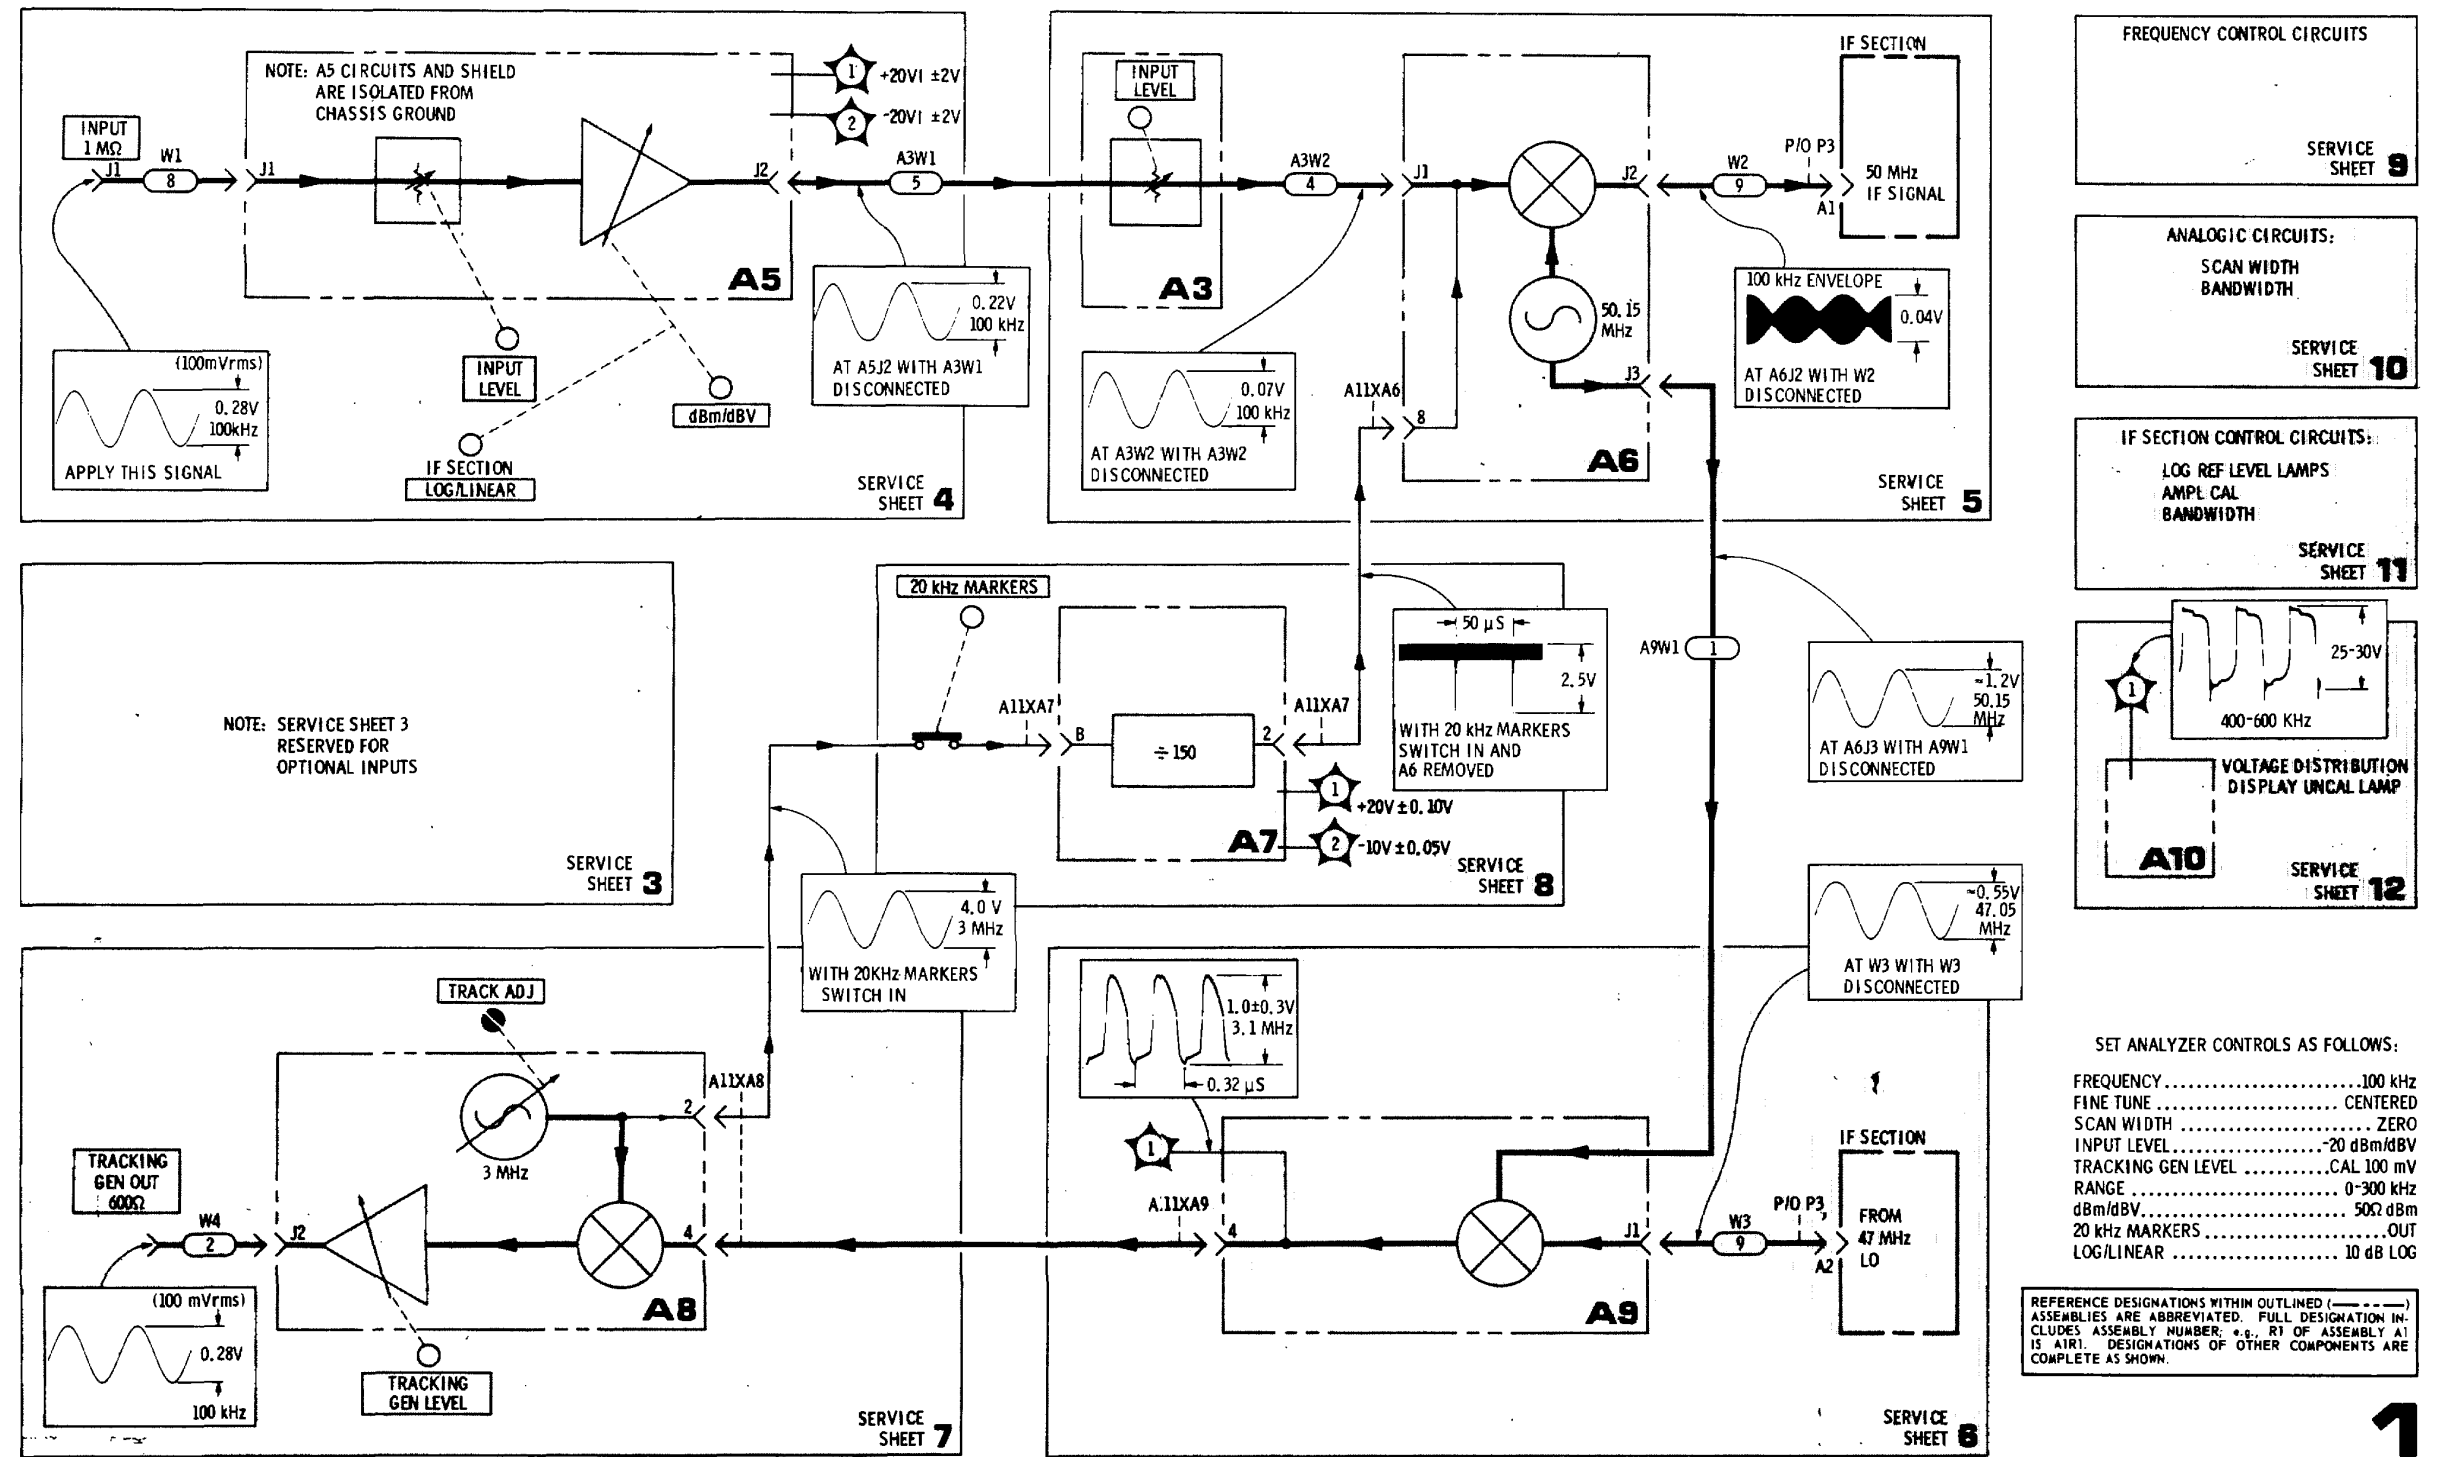 NOTE: A5 CIRCUITS AND SHIELD
ARE ISOLATED FROM
CHASSIS GROUND
INPUT
1 MΩ
J1
W1
8
J1
J2
1
+20VI ±2V
2
-20VI ±2V
A3W1
5
A5
INPUT
LEVEL
dBm/dBV
IF SECTION
LOG/LINEAR
(100mVrms)
0.28V
100kHz
APPLY THIS SIGNAL
0.22V
100 kHz
AT A5J2 WITH A3W1
DISCONNECTED
SERVICE
SHEET 4
INPUT
LEVEL
A3
A3W2
4
0.07V
100 kHz
AT A3W2 WITH A3W2
DISCONNECTED
J1
J2
50.15
MHz
J3
A11XA6
8
A6
W2
9
P/O P3
A1
IF SECTION
50 MHz
IF SIGNAL
100 kHz ENVELOPE
0.04V
AT A6J2 WITH W2
DISCONNECTED
SERVICE
SHEET 5
FREQUENCY CONTROL CIRCUITS
SERVICE
SHEET 9
ANALOGIC CIRCUITS:
SCAN WIDTH
BANDWIDTH
SERVICE
SHEET 10
IF SECTION CONTROL CIRCUITS:
LOG REF LEVEL LAMPS
AMPL CAL
BANDWIDTH
SERVICE
SHEET 11
25-30V
400-600 KHz
1
VOLTAGE DISTRIBUTION
DISPLAY UNCAL LAMP
A10
SERVICE
SHEET 12
NOTE: SERVICE SHEET 3
RESERVED FOR
OPTIONAL INPUTS
SERVICE
SHEET 3
20 kHz MARKERS
A11XA7
B
÷ 150
2
A11XA7
A7
1
+20V±0.10V
2
-10V±0.05V
50 µS
2.5V
WITH 20 kHz MARKERS
SWITCH IN AND
A6 REMOVED
SERVICE
SHEET 8
A9W1
1
≈1.2V
50.15
MHz
AT A6J3 WITH A9W1
DISCONNECTED
4.0 V
3 MHz
WITH 20KHz MARKERS
SWITCH IN
TRACK ADJ
3 MHz
A11XA8
2
4
TRACKING
GEN OUT
600Ω
W4
2
J2
A8
(100 mVrms)
0.28V
100 kHz
TRACKING
GEN LEVEL
SERVICE
SHEET 7
1.0±0.3V
3.1 MHz
0.32 µS
1
A11XA9
4
J1
A9
≈0.55V
47.05
MHz
AT W3 WITH W3
DISCONNECTED
W3
9
P/O P3
A2
IF SECTION
FROM
47 MHz
LO
SERVICE
SHEET 6
SET ANALYZER CONTROLS AS FOLLOWS:
FREQUENCY.........................100 kHz
FINE TUNE ....................... CENTERED
SCAN WIDTH ......................... ZERO
INPUT LEVEL...................-20 dBm/dBV
TRACKING GEN LEVEL ...........CAL 100 mV
RANGE ........................ 0-300 kHz
dBm/dBV.......................... 50Ω dBm
20 kHz MARKERS.......................OUT
LOG/LINEAR ..................... 10 dB LOG
REFERENCE DESIGNATIONS WITHIN OUTLINED (— - - —)
ASSEMBLIES ARE ABBREVIATED. FULL DESIGNATION IN-
CLUDES ASSEMBLY NUMBER; e.g., R1 OF ASSEMBLY A1
IS A1R1. DESIGNATIONS OF OTHER COMPONENTS ARE
COMPLETE AS SHOWN.
1